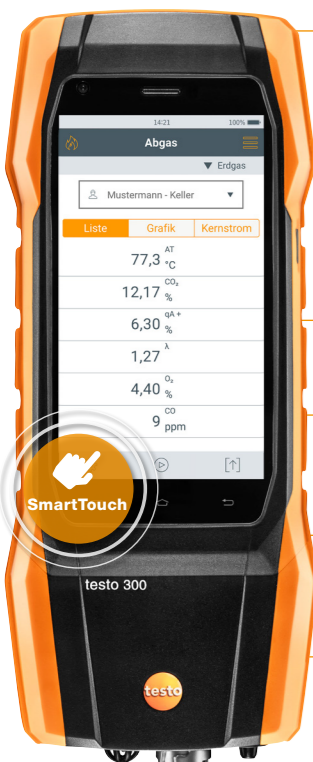 14:21 100%
Abgas
▼ Erdgas
Mustermann - Keller ▼
Liste Grafik Kernstrom
77,3 AT °C
12,17 CO₂ %
6,30 qA + %
1,27 λ
4,40 O₂ %
9 CO ppm
SmartTouch
testo 300
testo